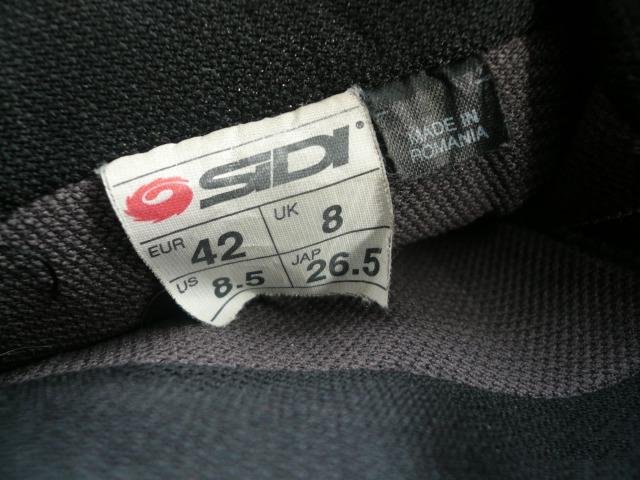 SIDI®
EUR 42 UK 8
US 8.5 JAP 26.5
MADE IN
ROMANIA